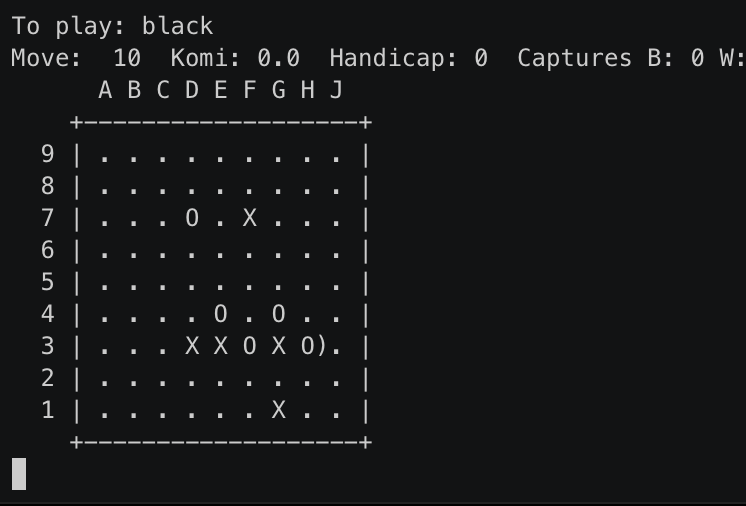 To play: black
Move:  10  Komi: 0.0  Handicap: 0  Captures B: 0 W:
      A B C D E F G H J
    +------------------+
  9 | . . . . . . . . . |
  8 | . . . . . . . . . |
  7 | . . . O . X . . . |
  6 | . . . . . . . . . |
  5 | . . . . . . . . . |
  4 | . . . . O . O . . |
  3 | . . . X X O X O). |
  2 | . . . . . . . . . |
  1 | . . . . . . X . . |
    +------------------+